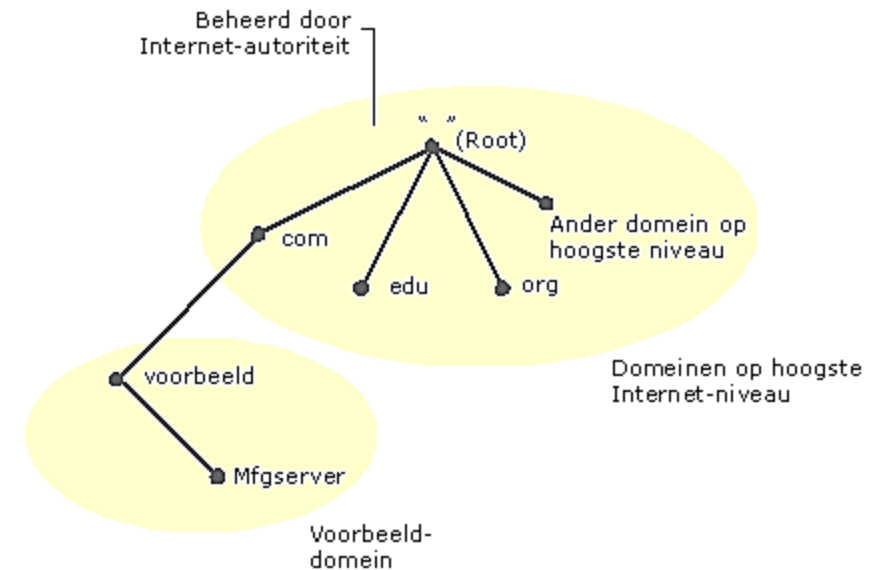 Beheerd door
Internet-autoriteit
“ ”
(Root)
Ander domein op
hoogste niveau
com
edu
org
Domeinen op hoogste
Internet-niveau
voorbeeld
Mfgserver
Voorbeeld-
domein